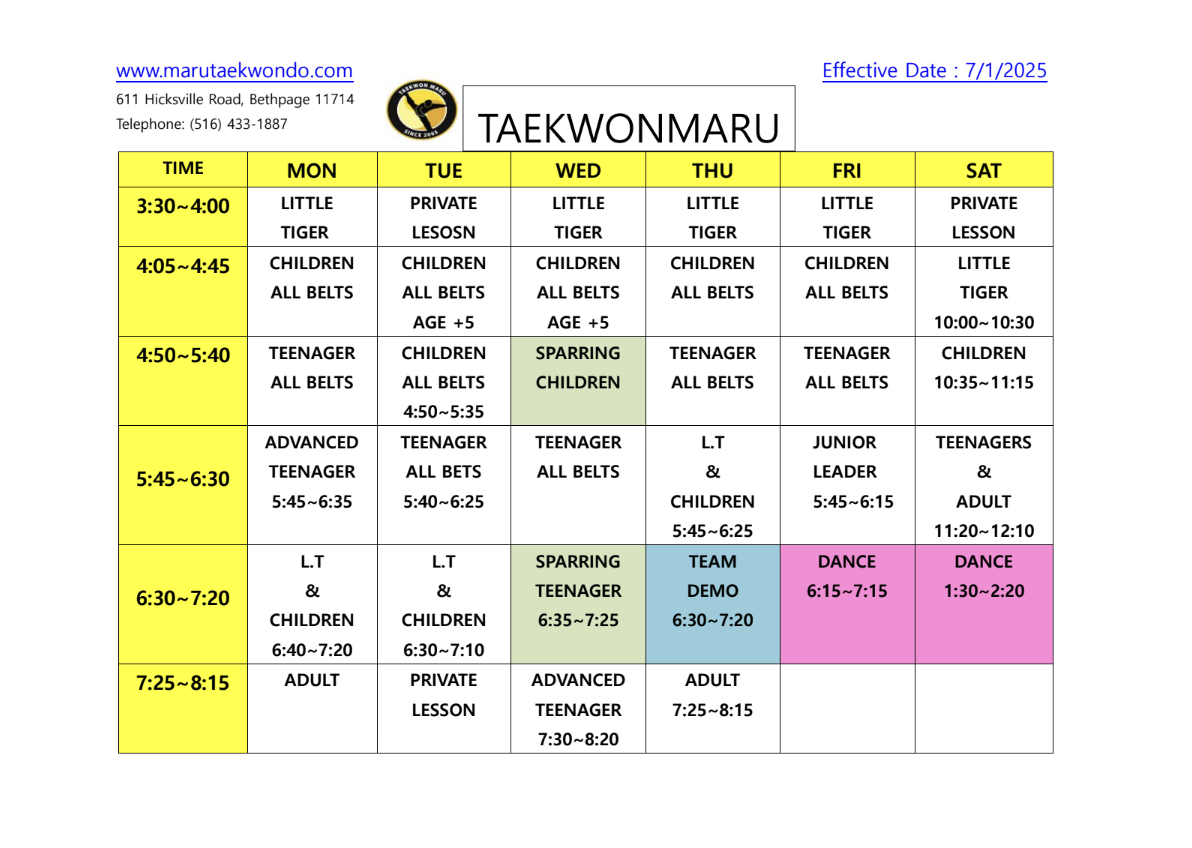 www.marutaekwondo.com
Effective Date : 7/1/2025
611 Hicksville Road, Bethpage 11714
Telephone: (516) 433-1887
TAEKWON MARU
SINCE 2005
TAEKWONMARU
TIME MON TUE WED THU FRI SAT
3:30~4:00
LITTLE PRIVATE LITTLE LITTLE LITTLE PRIVATE
TIGER LESOSN TIGER TIGER TIGER LESSON
4:05~4:45
CHILDREN CHILDREN CHILDREN CHILDREN CHILDREN LITTLE
ALL BELTS ALL BELTS ALL BELTS ALL BELTS ALL BELTS TIGER
AGE +5 AGE +5 10:00~10:30
4:50~5:40
TEENAGER CHILDREN SPARRING TEENAGER TEENAGER CHILDREN
ALL BELTS ALL BELTS CHILDREN ALL BELTS ALL BELTS 10:35~11:15
4:50~5:35
5:45~6:30
ADVANCED TEENAGER TEENAGER L.T JUNIOR TEENAGERS
TEENAGER ALL BETS ALL BELTS & LEADER &
5:45~6:35 5:40~6:25 CHILDREN 5:45~6:15 ADULT
5:45~6:25 11:20~12:10
6:30~7:20
L.T L.T SPARRING TEAM DANCE DANCE
& & TEENAGER DEMO 6:15~7:15 1:30~2:20
CHILDREN CHILDREN 6:35~7:25 6:30~7:20
6:40~7:20 6:30~7:10
7:25~8:15
ADULT PRIVATE ADVANCED ADULT
LESSON TEENAGER 7:25~8:15
7:30~8:20